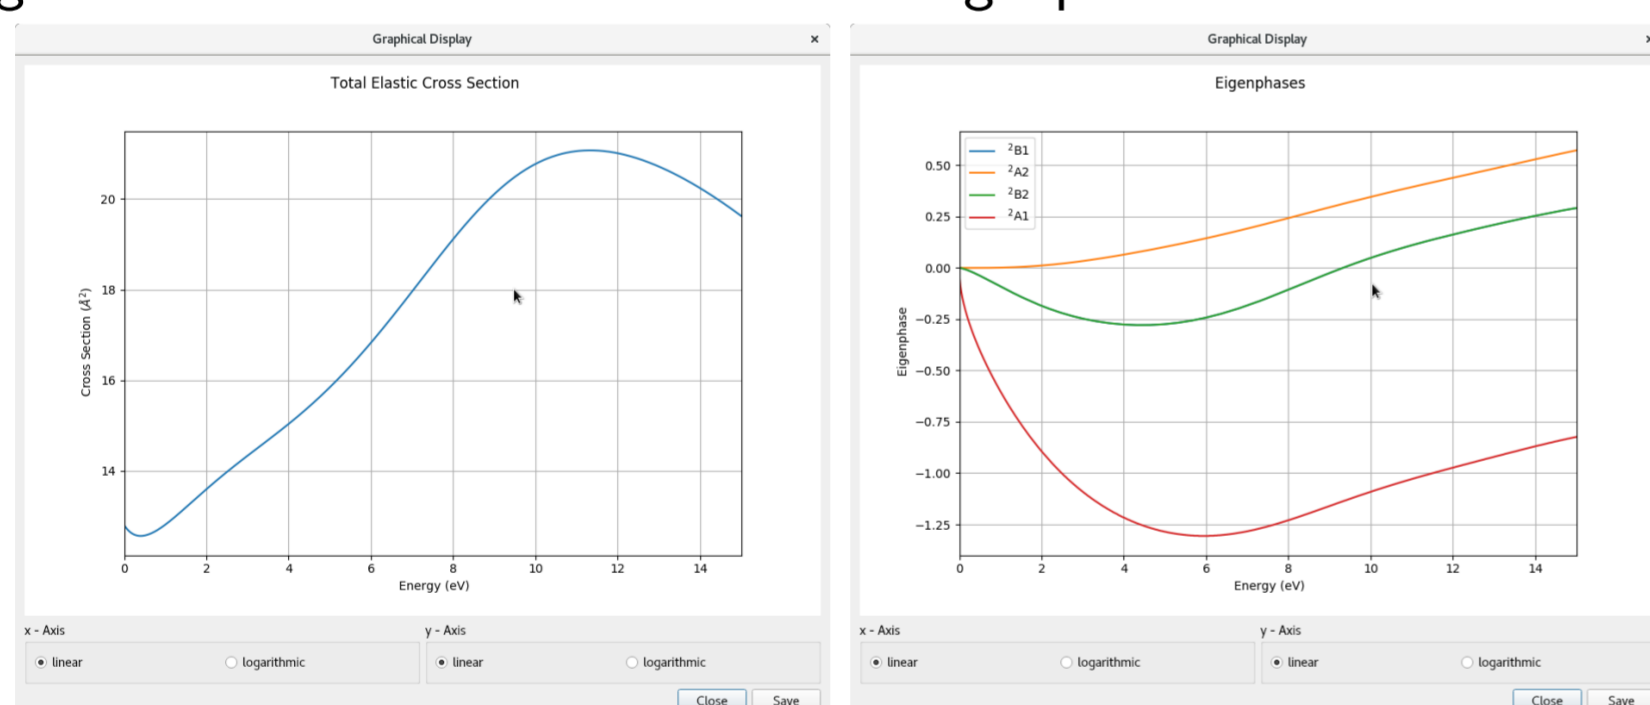 Graphical Display
×
Total Elastic Cross Section
20
18
16
14
Cross Section (Å²)
0 2 4 6 8 10 12 14
Energy (eV)
x - Axis
linear logarithmic
y - Axis
linear logarithmic
Close Save
Graphical Display
Eigenphases
²B1
²A2
²B2
²A1
0.50
0.25
0.00
−0.25
−0.50
−0.75
−1.00
−1.25
Eigenphase
0 2 4 6 8 10 12 14
Energy (eV)
x - Axis
linear logarithmic
y - Axis
linear logarithmic
Close Save